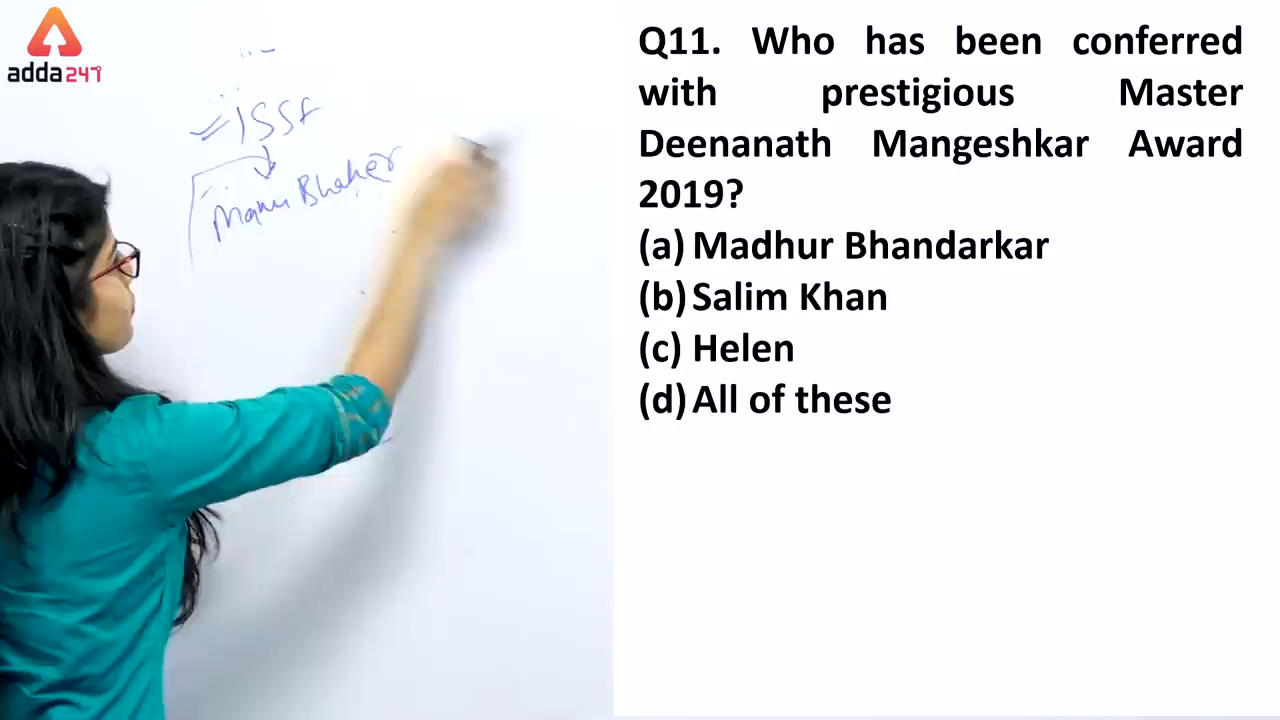 adda247
ISSF
Manu Bhaker
Q11. Who has been conferred
with prestigious Master
Deenanath Mangeshkar Award
2019?
(a) Madhur Bhandarkar
(b) Salim Khan
(c) Helen
(d) All of these